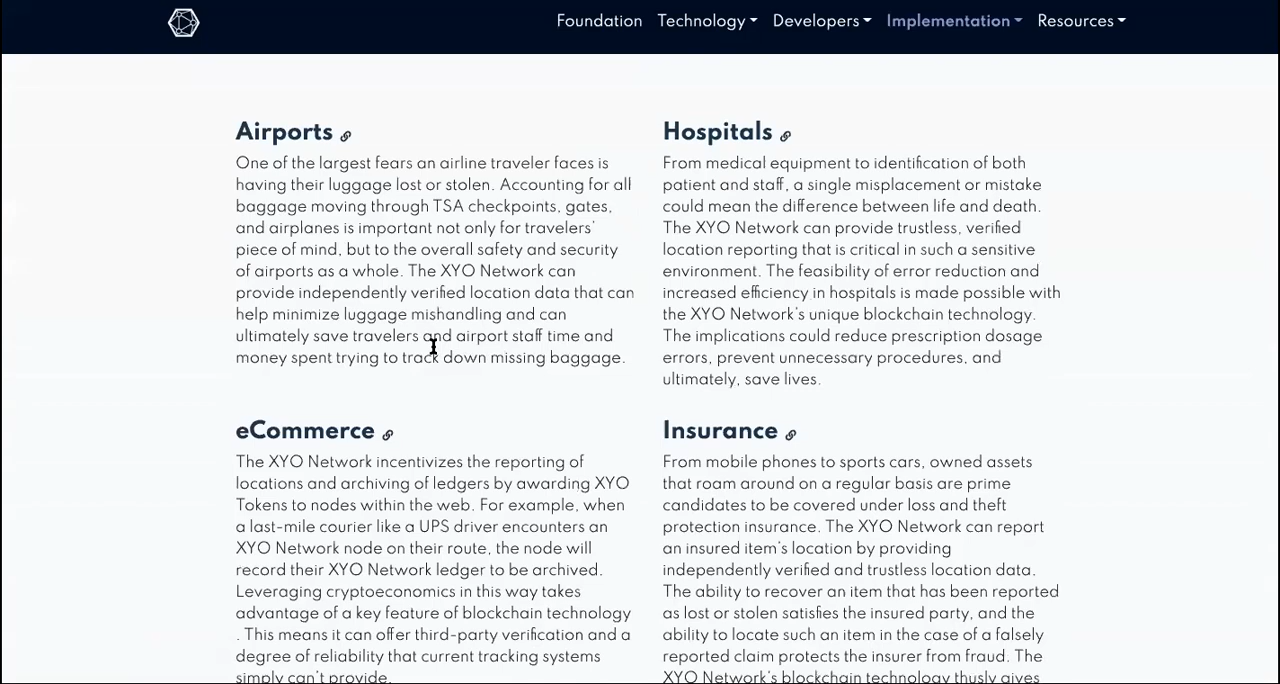 Foundation Technology Developers Implementation Resources
Airports
One of the largest fears an airline traveler faces is
having their luggage lost or stolen. Accounting for all
baggage moving through TSA checkpoints, gates,
and airplanes is important not only for travelers'
piece of mind, but to the overall safety and security
of airports as a whole. The XYO Network can
provide independently verified location data that can
help minimize luggage mishandling and can
ultimately save travelers and airport staff time and
money spent trying to track down missing baggage.
Hospitals
From medical equipment to identification of both
patient and staff, a single misplacement or mistake
could mean the difference between life and death.
The XYO Network can provide trustless, verified
location reporting that is critical in such a sensitive
environment. The feasibility of error reduction and
increased efficiency in hospitals is made possible with
the XYO Network's unique blockchain technology.
The implications could reduce prescription dosage
errors, prevent unnecessary procedures, and
ultimately, save lives.
eCommerce
The XYO Network incentivizes the reporting of
locations and archiving of ledgers by awarding XYO
Tokens to nodes within the web. For example, when
a last-mile courier like a UPS driver encounters an
XYO Network node on their route, the node will
record their XYO Network ledger to be archived.
Leveraging cryptoeconomics in this way takes
advantage of a key feature of blockchain technology
. This means it can offer third-party verification and a
degree of reliability that current tracking systems
simply can't provide.
Insurance
From mobile phones to sports cars, owned assets
that roam around on a regular basis are prime
candidates to be covered under loss and theft
protection insurance. The XYO Network can report
an insured item's location by providing
independently verified and trustless location data.
The ability to recover an item that has been reported
as lost or stolen satisfies the insured party, and the
ability to locate such an item in the case of a falsely
reported claim protects the insurer from fraud. The
XYO Network's blockchain technology thusly gives